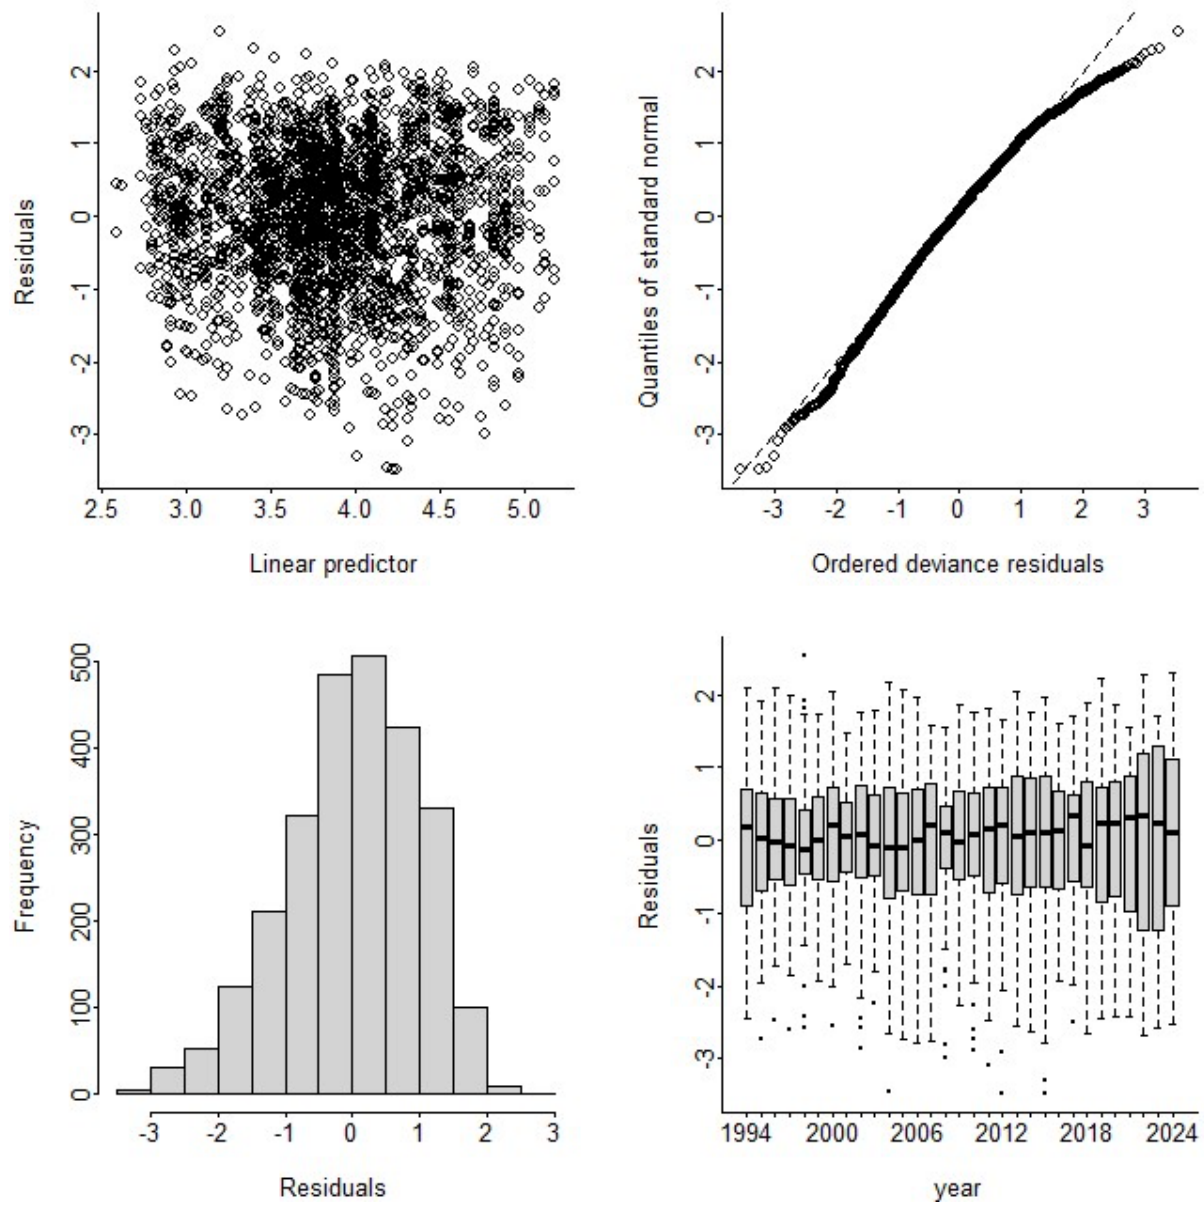 Residuals
2
1
0
-1
-2
-3
2.5 3.0 3.5 4.0 4.5 5.0
Linear predictor
Quantiles of standard normal
2
1
0
-1
-2
-3
-3 -2 -1 0 1 2 3
Ordered deviance residuals
Frequency
500
400
300
200
100
0
-3 -2 -1 0 1 2 3
Residuals
Residuals
2
1
0
-1
-2
-3
1994 2000 2006 2012 2018 2024
year